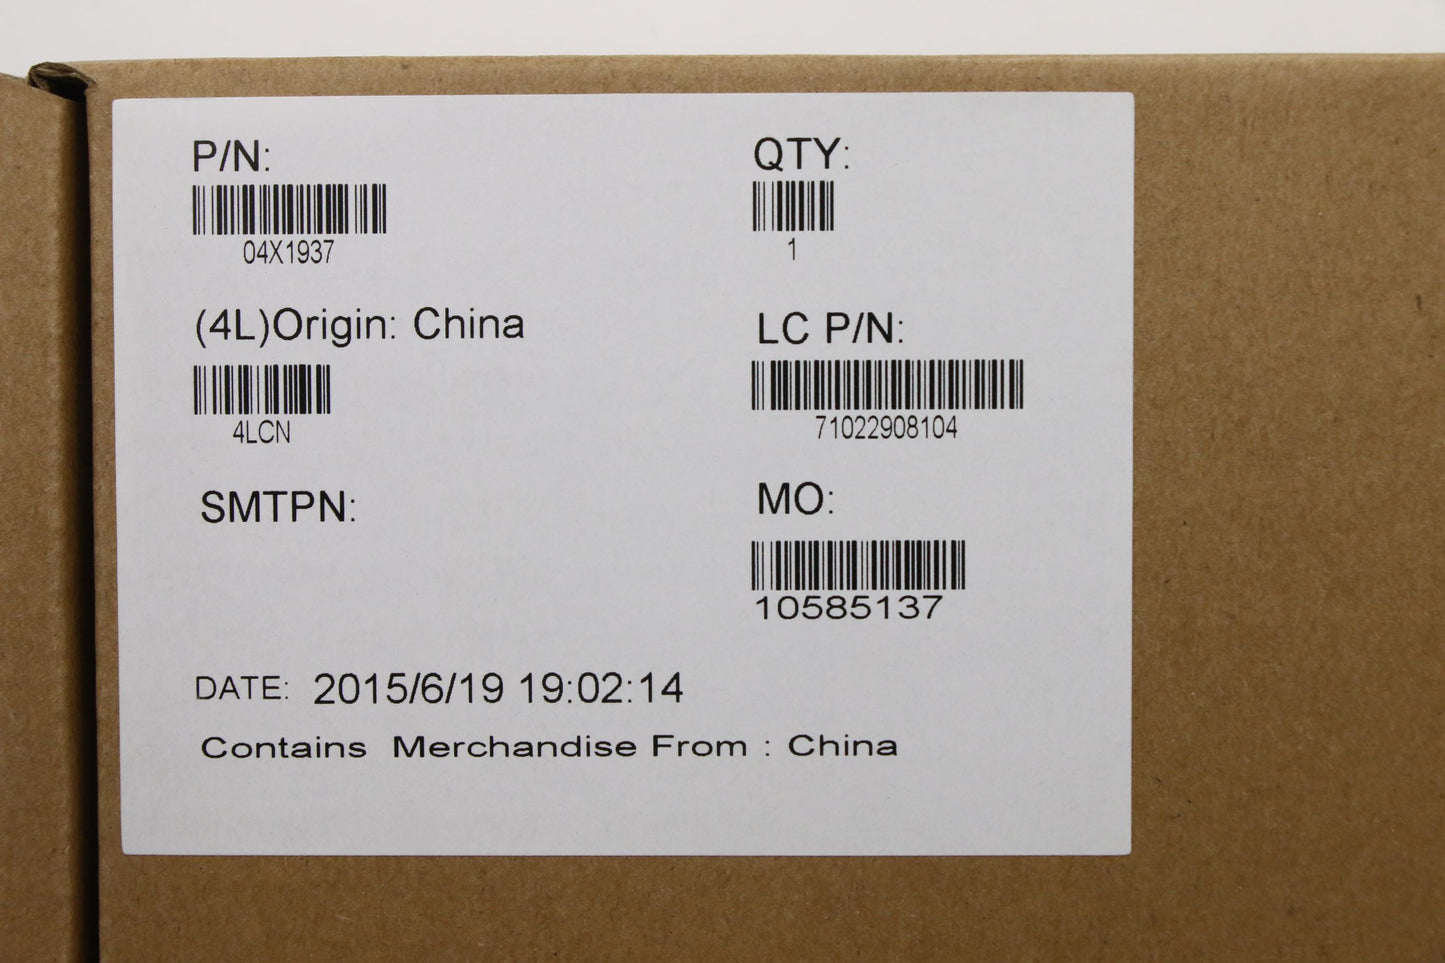 P/N:
04X1937
QTY:
1
(4L)Origin: China
4LCN
LC P/N:
71022908104
SMTPN:
MO:
10585137
DATE: 2015/6/19 19:02:14
Contains Merchandise From : China